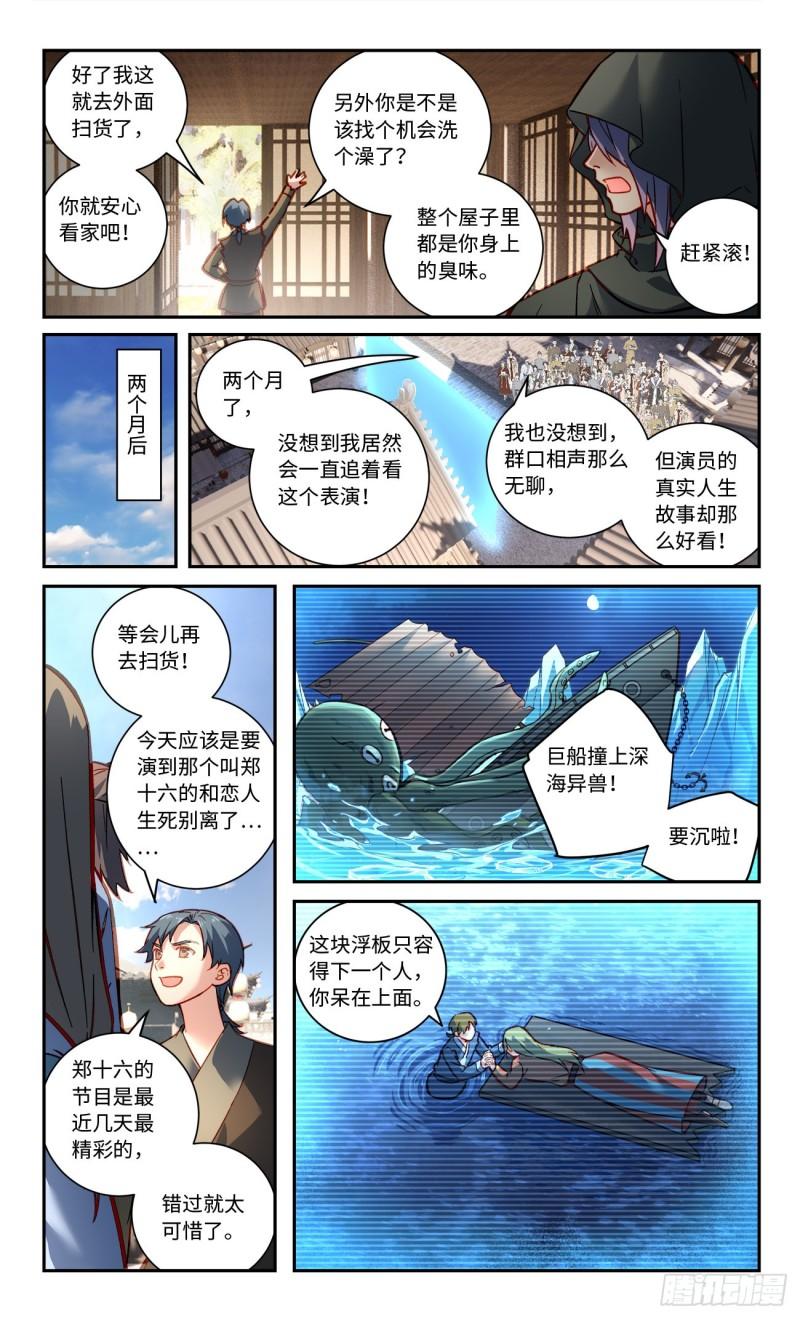 好了我这
就去外面
扫货了，
你就安心
看家吧！
另外你是不是
该找个机会洗
个澡了？
整个屋子里
都是你身上
的臭味。
赶紧滚！
两个月后
两个月
了，
没想到我居然
会一直追着看
这个表演！
我也没想到，
群口相声那么
无聊，
但演员的
真实人生
故事却那
么好看！
等会儿再
去扫货！
今天应该是要
演到那个叫郑
十六的和恋人
生死别离了...
...
郑十六的
节目是最
近几天最
精彩的，
错过就太
可惜了。
巨船撞上深
海异兽！
要沉啦！
这块浮板只容
得下一个人，
你呆在上面。
腾讯动漫